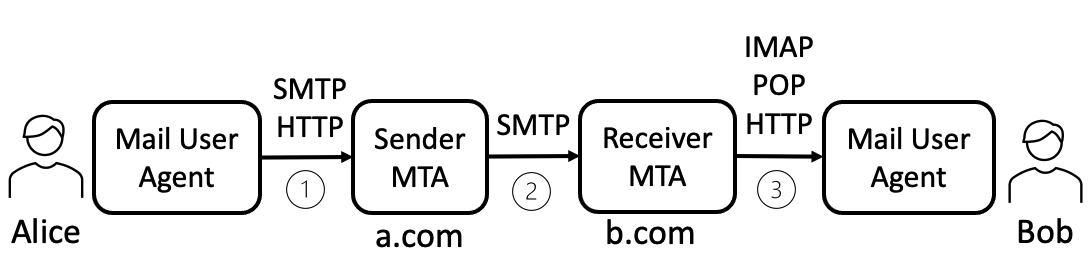 Alice
Mail User
Agent
SMTP
HTTP
1
Sender
MTA
a.com
SMTP
2
Receiver
MTA
b.com
IMAP
POP
HTTP
3
Mail User
Agent
Bob